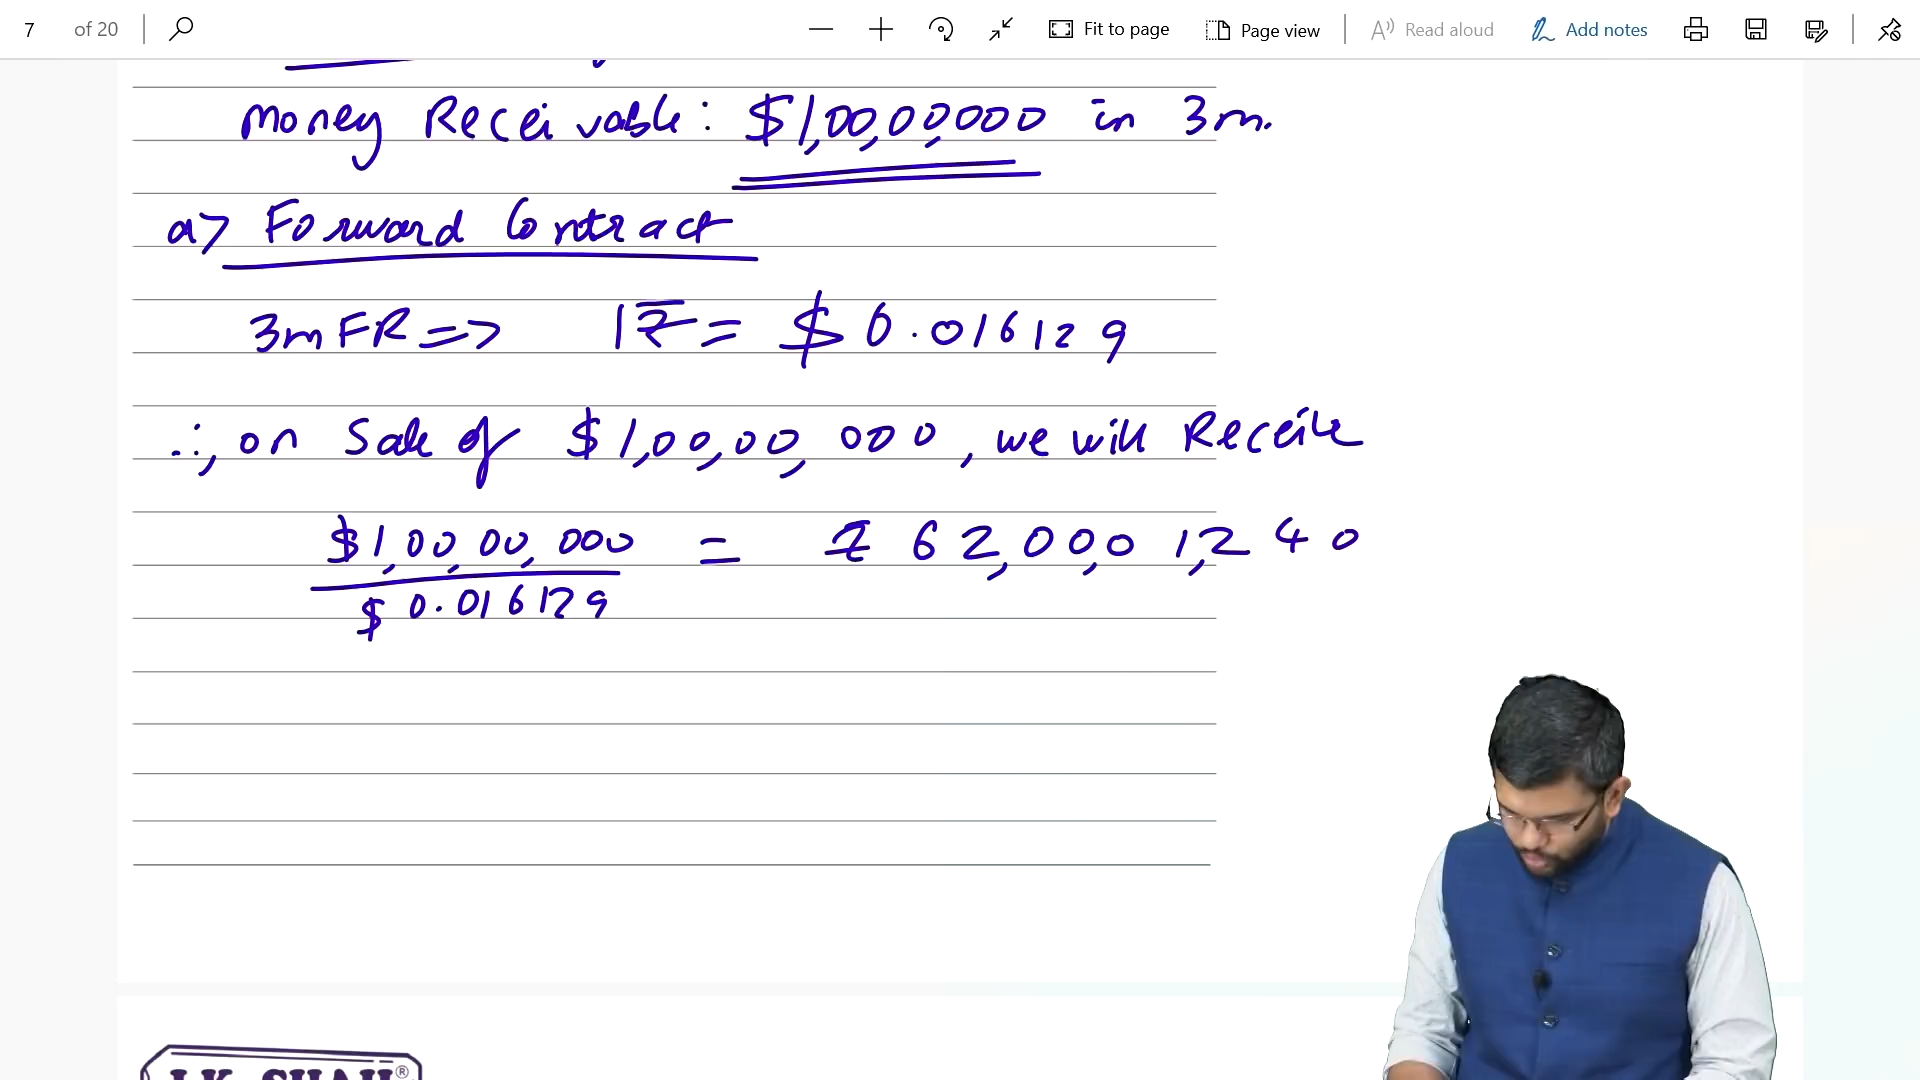 7 of 20 Fit to page Page view Read aloud Add notes
Money Receivable: $1,00,00,000 in 3m.
a) Forward Contract
3mFR => 1₹ = $0.016129
∴, on Sale of $1,00,00,000, we will Receive
$1,00,00,000 = ₹ 62,00,01,240
$0.016129
J.K. SHAH®